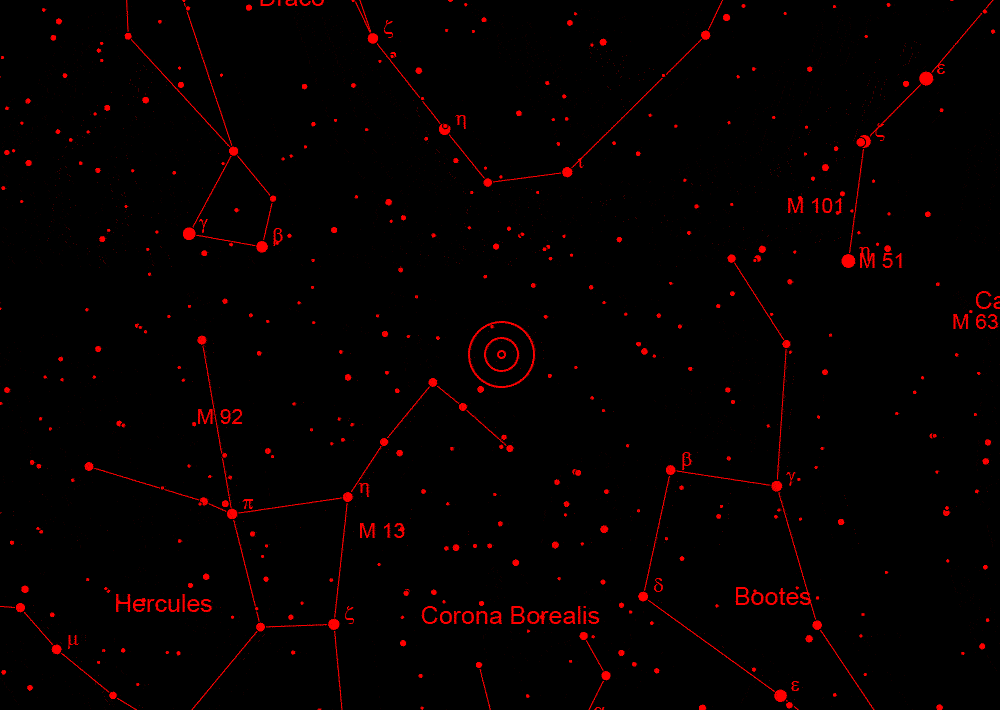 Draco
ζ
ε
η
ζ
ι
M 101
γ
β
η
M 51
Ca
M 63
M 92
β
γ
π
η
M 13
δ
Hercules
Corona Borealis
Bootes
ζ
μ
ε
α